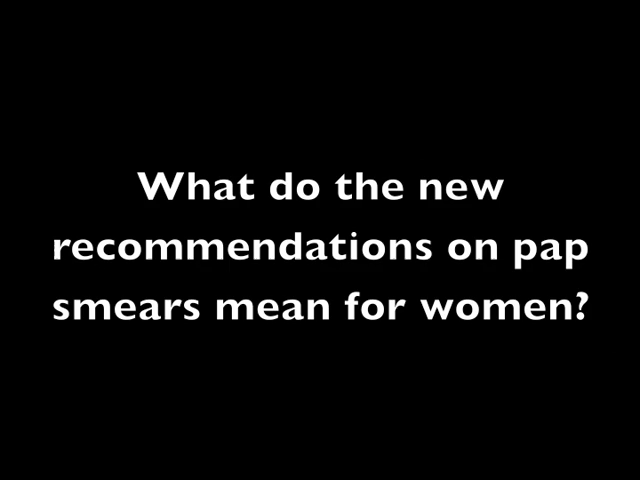 What do the new
recommendations on pap
smears mean for women?